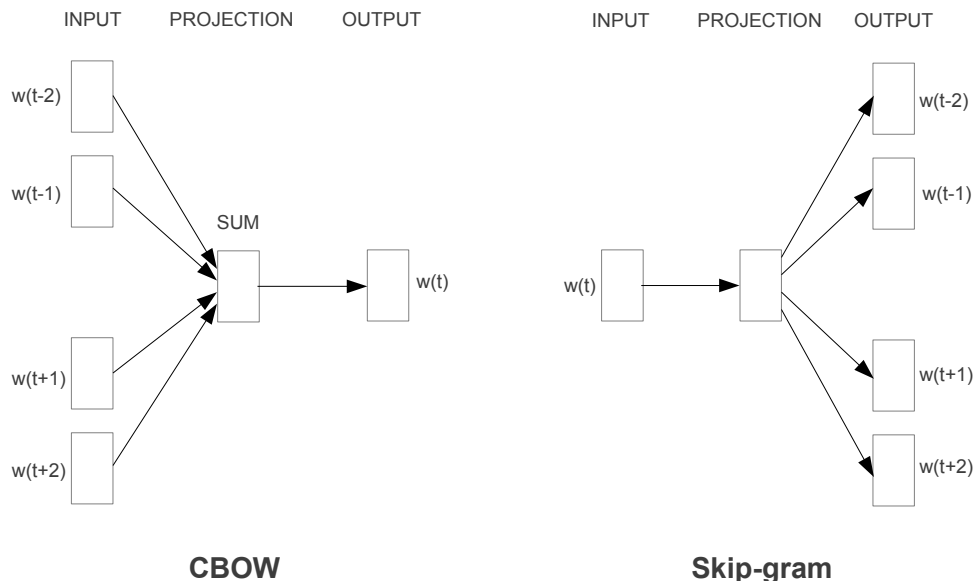 INPUT PROJECTION OUTPUT
w(t-2)
w(t-1)
SUM
w(t)
w(t+1)
w(t+2)
CBOW
INPUT PROJECTION OUTPUT
w(t-2)
w(t-1)
w(t)
w(t+1)
w(t+2)
Skip-gram